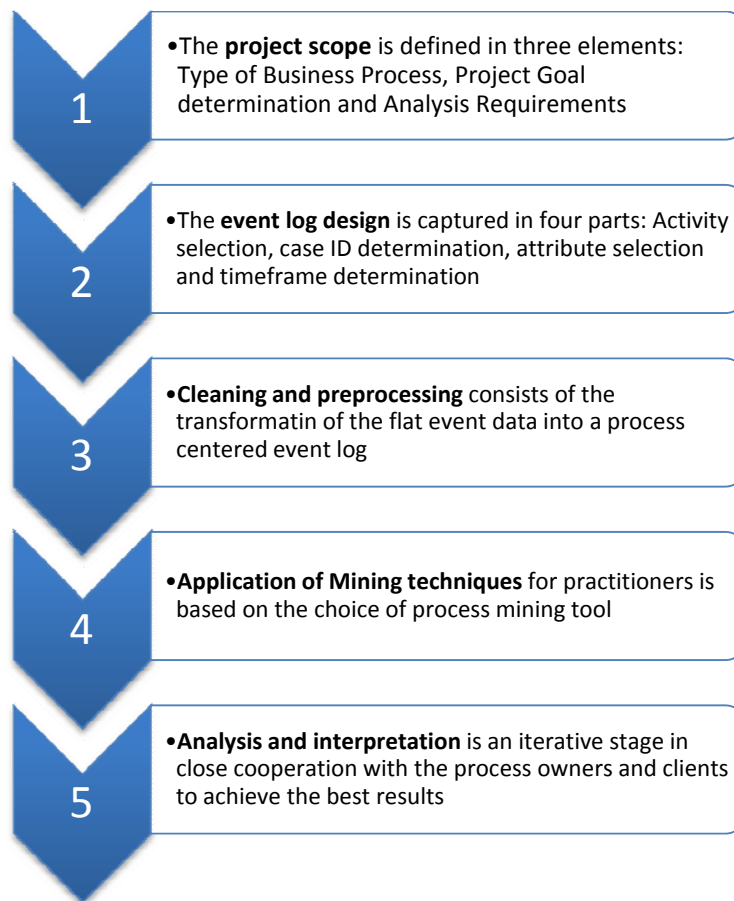 1
•The project scope is defined in three elements:
Type of Business Process, Project Goal
determination and Analysis Requirements
2
•The event log design is captured in four parts: Activity
selection, case ID determination, attribute selection
and timeframe determination
3
•Cleaning and preprocessing consists of the
transformatin of the flat event data into a process
centered event log
4
•Application of Mining techniques for practitioners is
based on the choice of process mining tool
5
•Analysis and interpretation is an iterative stage in
close cooperation with the process owners and clients
to achieve the best results